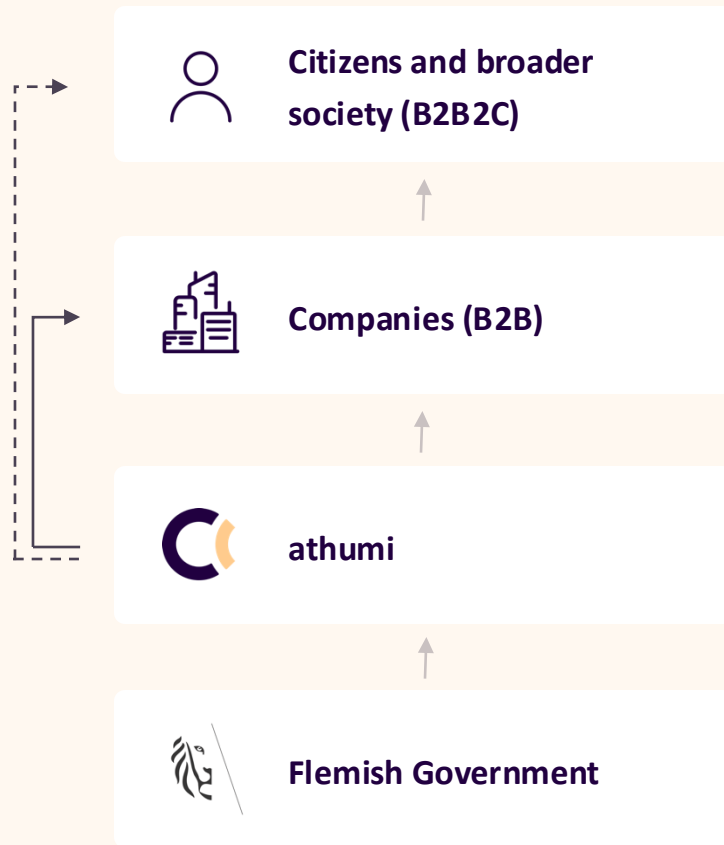 Citizens and broader
society (B2B2C)
Companies (B2B)
athumi
Flemish Government